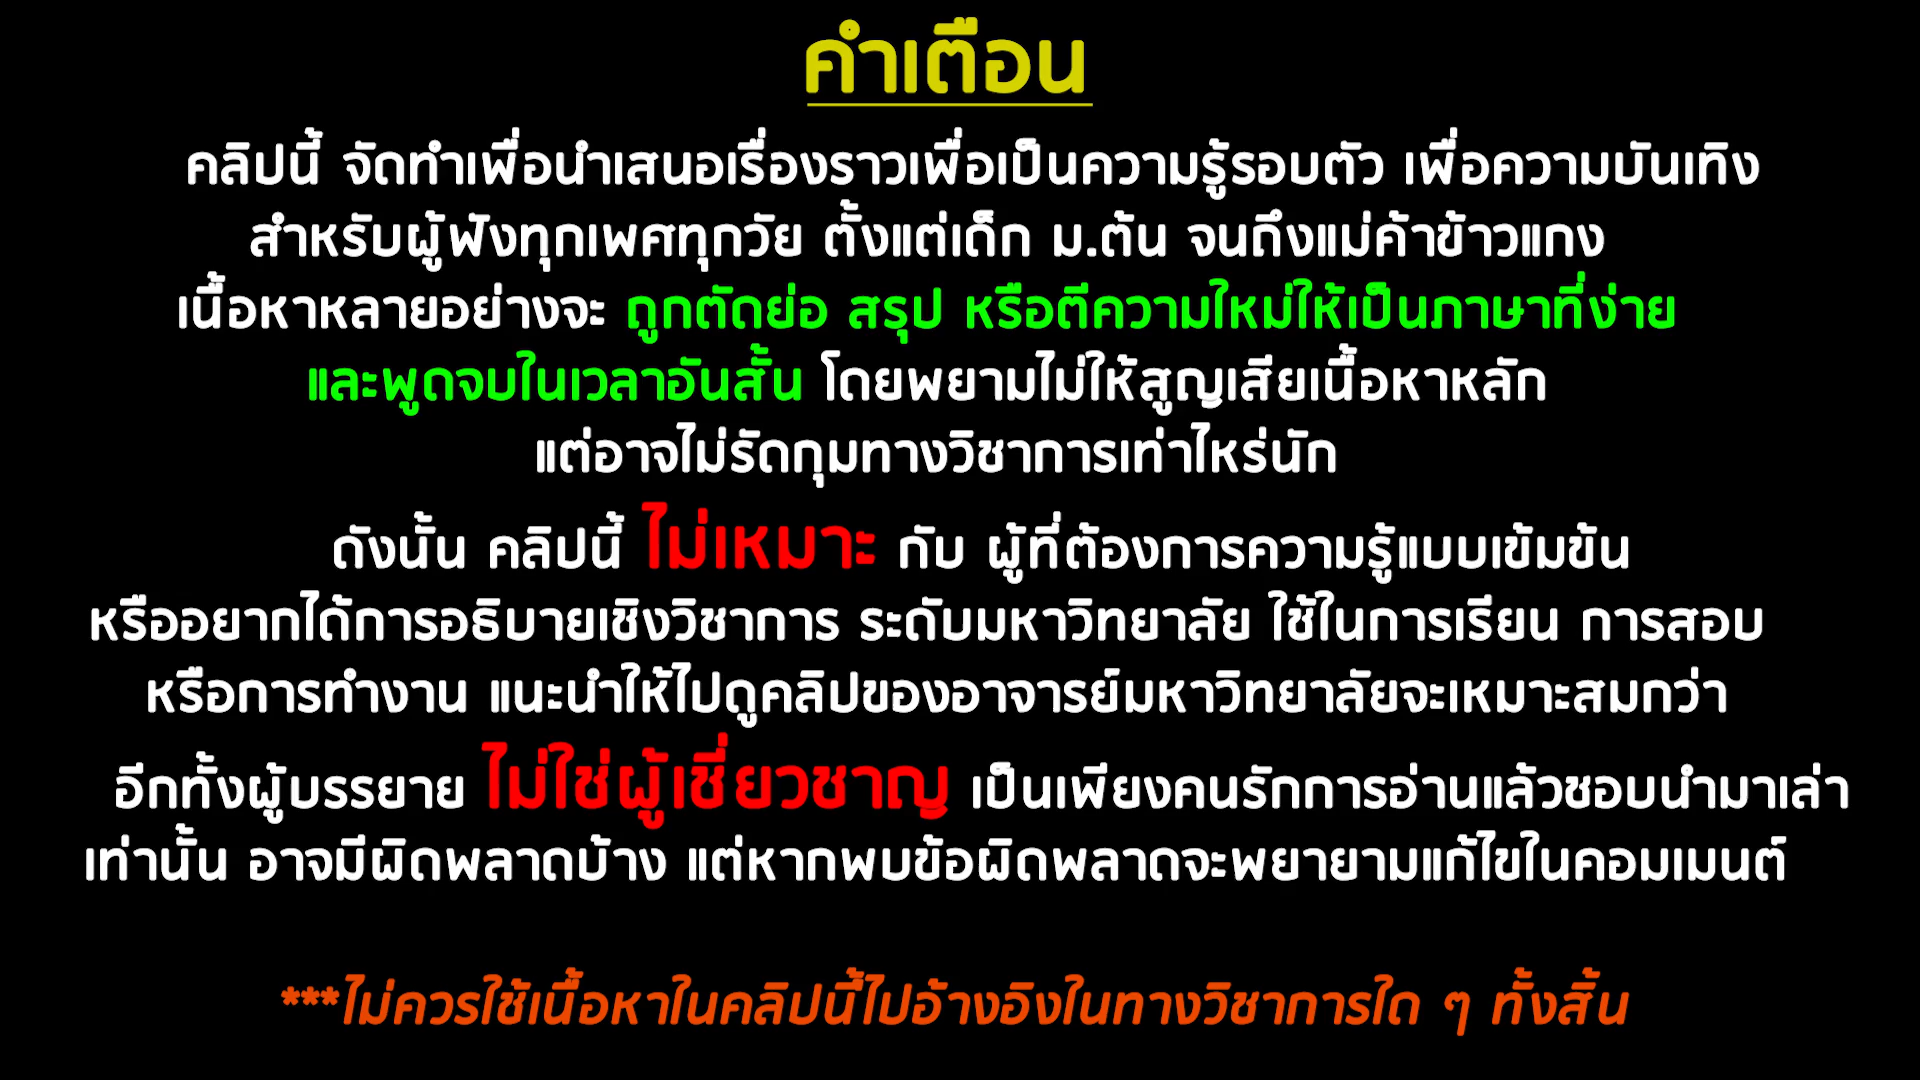 คำเตือน
คลิปนี้ จัดทำเพื่อนำเสนอเรื่องราวเพื่อเป็นความรู้รอบตัว เพื่อความบันเทิง
สำหรับผู้ฟังทุกเพศทุกวัย ตั้งแต่เด็ก ม.ต้น จนถึงแม่ค้าข้าวแกง
เนื้อหาหลายอย่างจะ ถูกตัดย่อ สรุป หรือตีความใหม่ให้เป็นภาษาที่ง่าย
และพูดจบในเวลาอันสั้น โดยพยามไม่ให้สูญเสียเนื้อหาหลัก
แต่อาจไม่รัดกุมทางวิชาการเท่าไหร่นัก
ดังนั้น คลิปนี้ ไม่เหมาะ กับ ผู้ที่ต้องการความรู้แบบเข้มข้น
หรืออยากได้การอธิบายเชิงวิชาการ ระดับมหาวิทยาลัย ใช้ในการเรียน การสอบ
หรือการทำงาน แนะนำให้ไปดูคลิปของอาจารย์มหาวิทยาลัยจะเหมาะสมกว่า
อีกทั้งผู้บรรยาย ไม่ใช่ผู้เชี่ยวชาญ เป็นเพียงคนรักการอ่านแล้วชอบนำมาเล่า
เท่านั้น อาจมีผิดพลาดบ้าง แต่หากพบข้อผิดพลาดจะพยายามแก้ไขในคอมเมนต์
***ไม่ควรใช้เนื้อหาในคลิปนี้ไปอ้างอิงในทางวิชาการใด ๆ ทั้งสิ้น